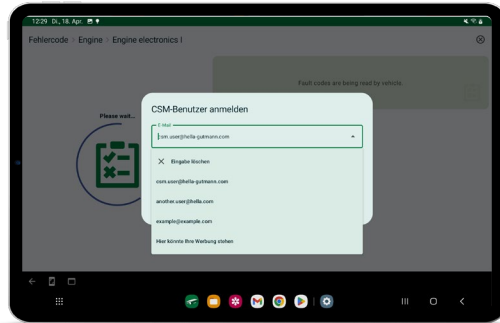 12:29 Di., 18. Apr.
Fehlercode > Engine > Engine electronics I
Fault codes are being read by vehicle.
Please wait...
CSM-Benutzer anmelden
E-Mail
csm.user@hella-gutmann.com
Eingabe löschen
csm.user@hella-gutmann.com
another.user@hella.com
example@example.com
Hier könnte Ihre Werbung stehen